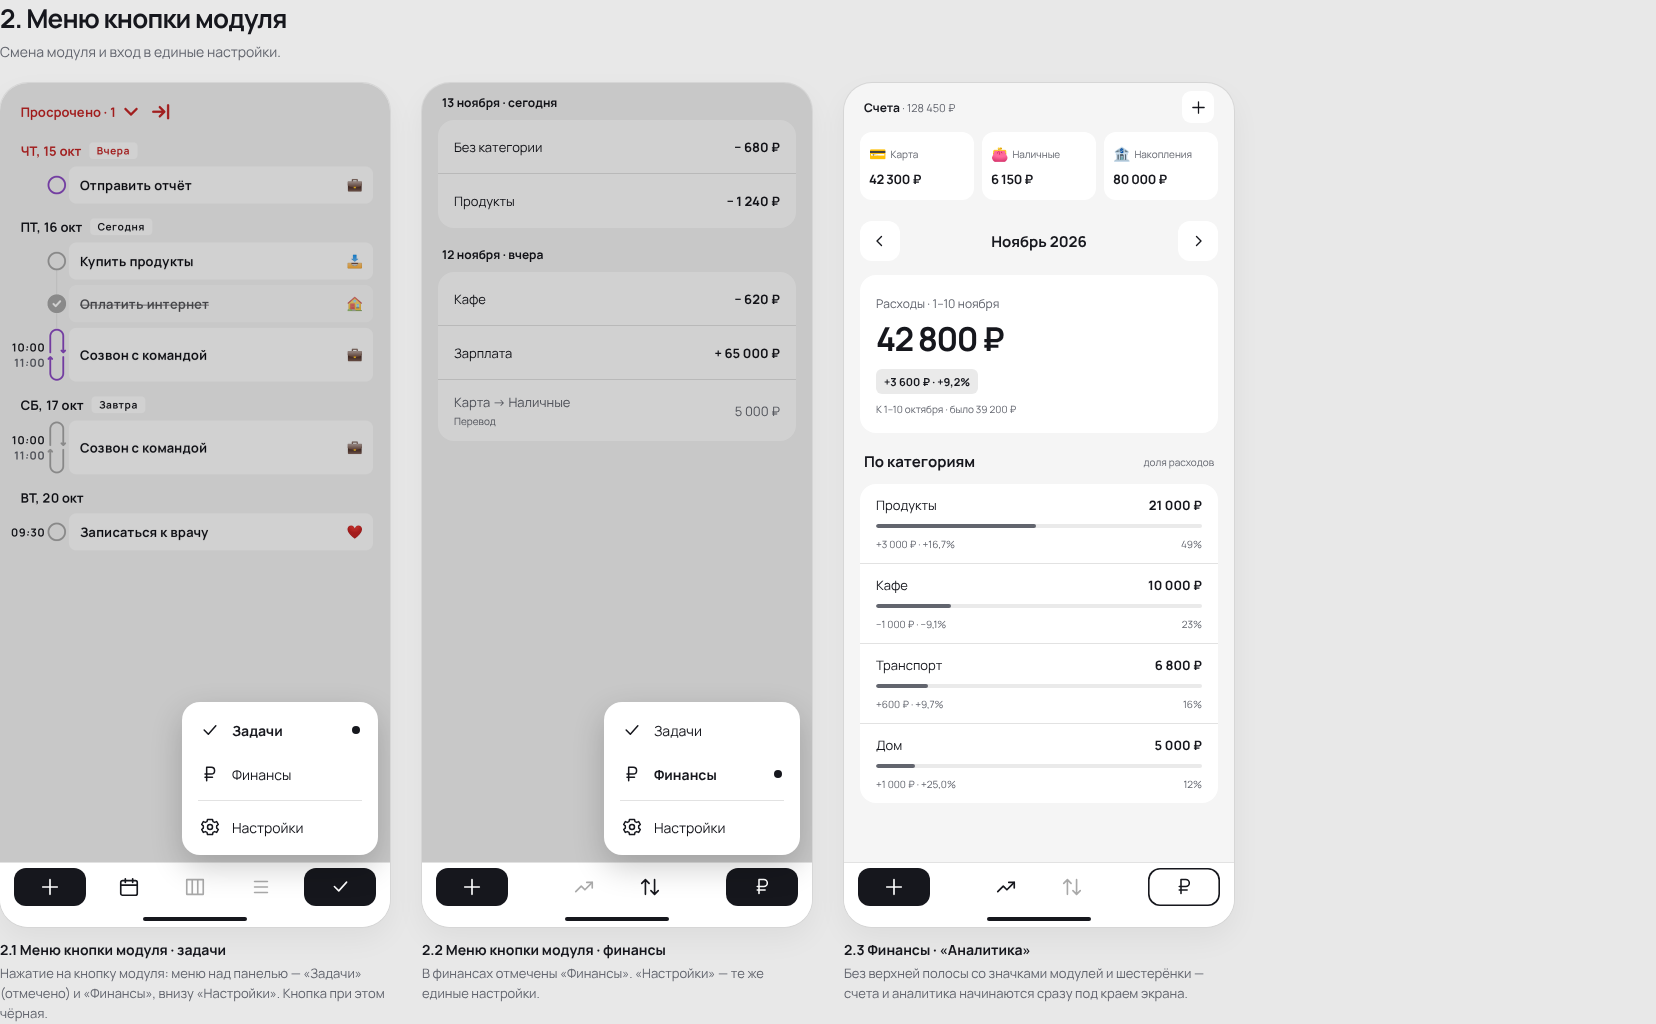 2. Меню кнопки модуля
Смена модуля и вход в единые настройки.
Просрочено · 1
ЧТ, 15 окт Вчера
Отправить отчёт
ПТ, 16 окт Сегодня
Купить продукты
Оплатить интернет
10:00
11:00
Созвон с командой
СБ, 17 окт Завтра
10:00
11:00
Созвон с командой
ВТ, 20 окт
09:30 Записаться к врачу
Задачи
Финансы
Настройки
2.1 Меню кнопки модуля · задачи
Нажатие на кнопку модуля: меню над панелью — «Задачи»
(отмечено) и «Финансы», внизу «Настройки». Кнопка при этом
чёрная.
13 ноября · сегодня
Без категории − 680 ₽
Продукты − 1 240 ₽
12 ноября · вчера
Кафе − 620 ₽
Зарплата + 65 000 ₽
Карта → Наличные 5 000 ₽
Перевод
Задачи
₽ Финансы
Настройки
₽
2.2 Меню кнопки модуля · финансы
В финансах отмечены «Финансы». «Настройки» — те же
единые настройки.
Счета · 128 450 ₽
Карта
42 300 ₽
Наличные
6 150 ₽
Накопления
80 000 ₽
Ноябрь 2026
Расходы · 1–10 ноября
42 800 ₽
+3 600 ₽ · +9,2%
К 1–10 октября · было 39 200 ₽
По категориям доля расходов
Продукты 21 000 ₽
+3 000 ₽ · +16,7% 49%
Кафе 10 000 ₽
−1 000 ₽ · −9,1% 23%
Транспорт 6 800 ₽
+600 ₽ · +9,7% 16%
Дом 5 000 ₽
+1 000 ₽ · +25,0% 12%
₽
2.3 Финансы · «Аналитика»
Без верхней полосы со значками модулей и шестерёнки —
счета и аналитика начинаются сразу под краем экрана.